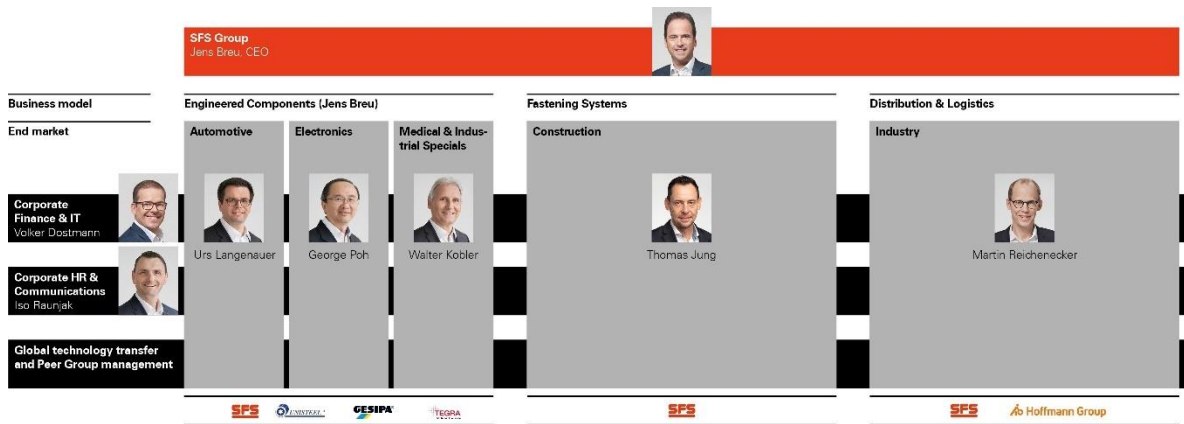 SFS Group
Jens Breu, CEO
Business model
Engineered Components (Jens Breu)
Fastening Systems
Distribution & Logistics
End market
Automotive
Electronics
Medical & Indus-
trial Specials
Construction
Industry
Corporate
Finance & IT
Volker Dostmann
Urs Langenauer
George Poh
Walter Kobler
Thomas Jung
Martin Reichenecker
Corporate HR &
Communications
Iso Raunjak
Global technology transfer
and Peer Group management
SFS
UNISTEEL
GESIPA
TEGRA
SFS
SFS
Hoffmann Group